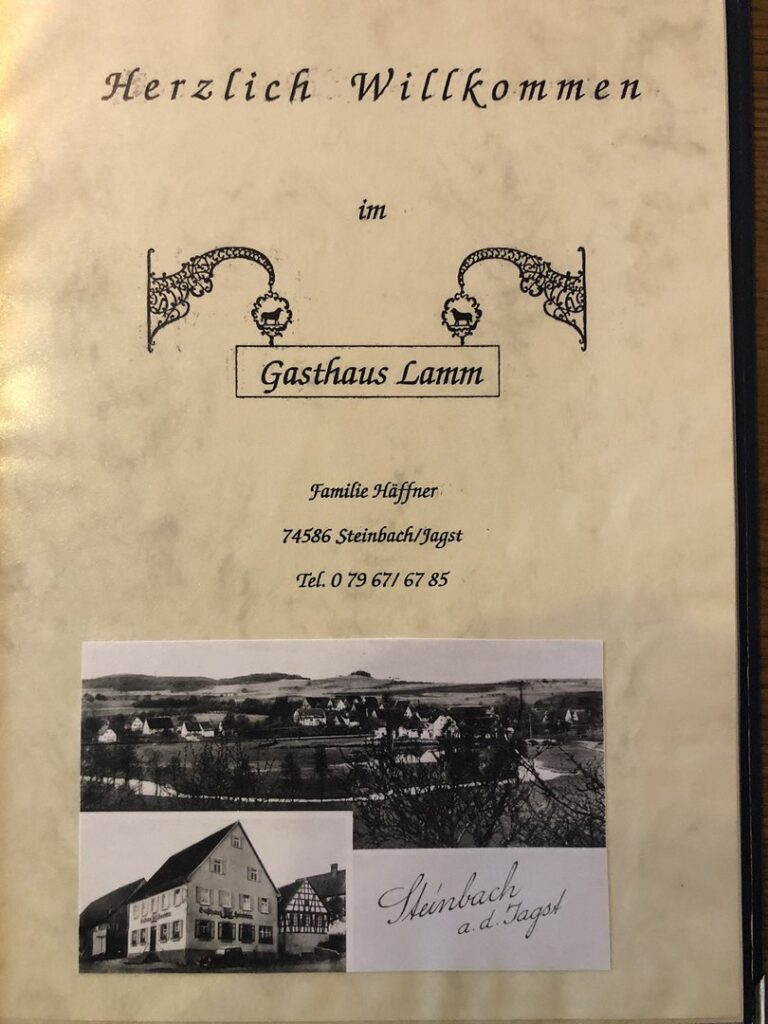 Herzlich Willkommen
im
Gasthaus Lamm
Familie Häffner
74586 Steinbach/Jagst
Tel. 0 79 67/ 67 85
Steinbach
a.d. Jagst